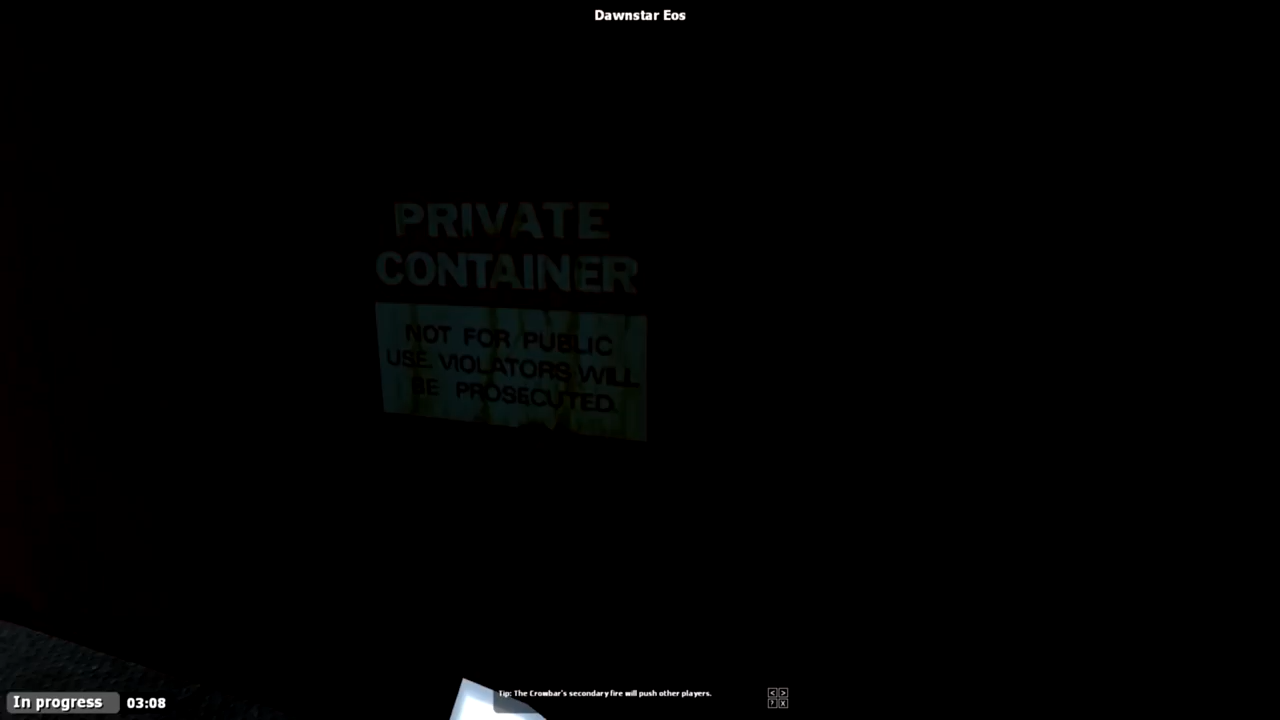 Dawnstar Eos
PRIVATE
CONTAINER
NOT FOR PUBLIC
USE. VIOLATORS WILL
BE PROSECUTED.
Tip: The Crowbar's secondary fire will push other players.
< >
? X
In progress 03:08